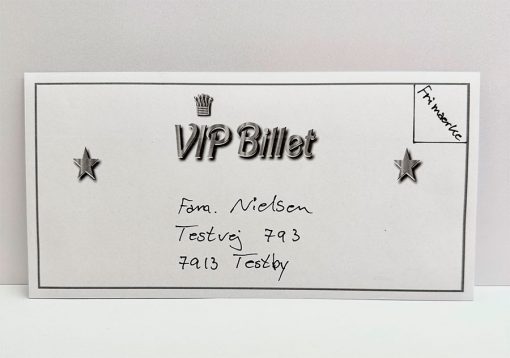 Frimærke
VIP Billet
Fam. Nielsen
Testvej 793
7913 Testby